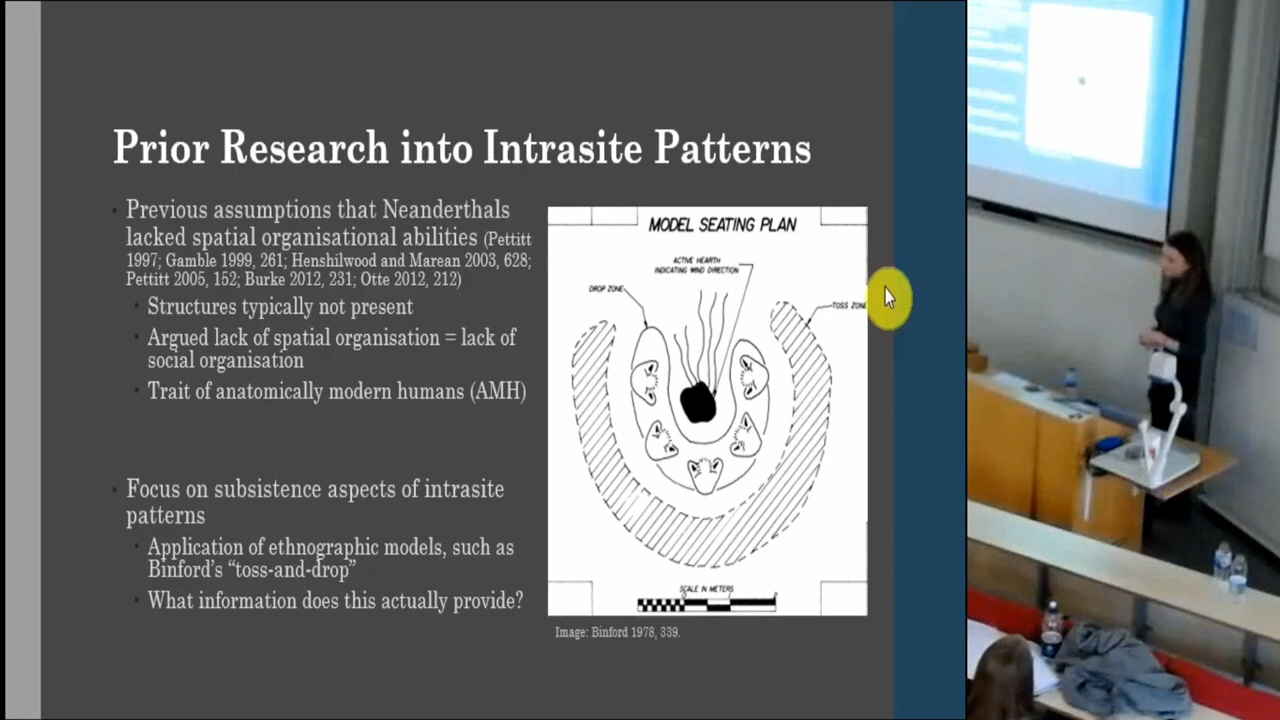 Prior Research into Intrasite Patterns
Previous assumptions that Neanderthals
lacked spatial organisational abilities (Pettitt
1997; Gamble 1999, 261; Henshilwood and Marean 2003, 628;
Pettitt 2005, 152; Burke 2012, 231; Otte 2012, 212)
Structures typically not present
Argued lack of spatial organisation = lack of
social organisation
Trait of anatomically modern humans (AMH)
Focus on subsistence aspects of intrasite
patterns
Application of ethnographic models, such as
Binford's “toss-and-drop”
What information does this actually provide?
MODEL SEATING PLAN
ACTIVE HEARTH
INDICATING WIND DIRECTION
DROP ZONE
TOSS ZONE
SCALE IN METERS
Image: Binford 1978, 339.